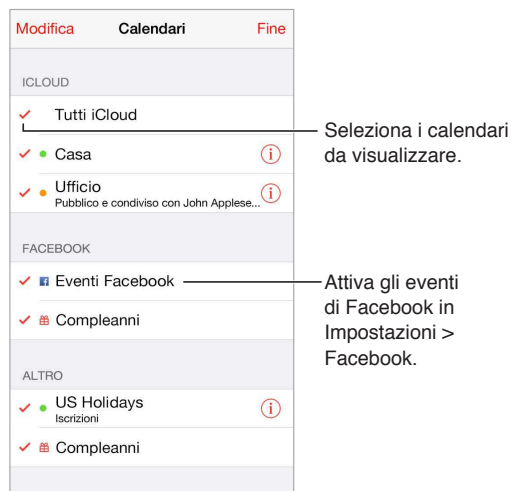 Modifica Calendari Fine
ICLOUD
Tutti iCloud
Casa
Ufficio
Pubblico e condiviso con John Applese...
FACEBOOK
Eventi Facebook
Compleanni
ALTRO
US Holidays
Iscrizioni
Compleanni
Seleziona i calendari
da visualizzare.
Attiva gli eventi
di Facebook in
Impostazioni >
Facebook.